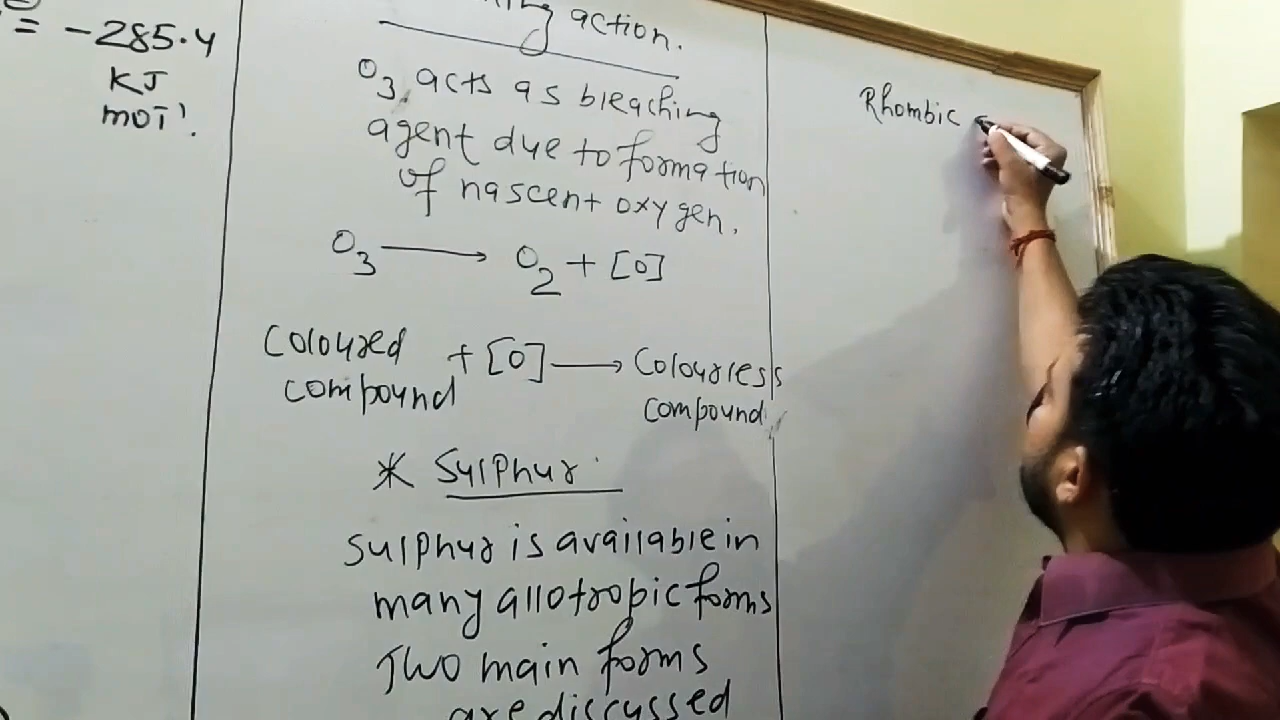 = -285.4
KJ
mol⁻¹.
action.
O3 acts as bleaching
agent due to formation
of nascent oxygen.
O3 ⟶ O2 + [O]
Coloured compound + [O] ⟶ Colourless compound
* Sulphur
Sulphur is available in
many allotropic forms
Two main forms
are discussed
Rhombic